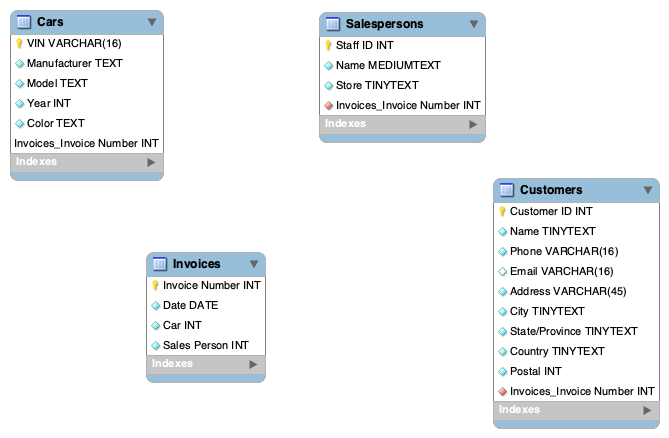 Cars
VIN VARCHAR(16)
Manufacturer TEXT
Model TEXT
Year INT
Color TEXT
Invoices_Invoice Number INT
Indexes
Salespersons
Staff ID INT
Name MEDIUMTEXT
Store TINYTEXT
Invoices_Invoice Number INT
Indexes
Invoices
Invoice Number INT
Date DATE
Car INT
Sales Person INT
Indexes
Customers
Customer ID INT
Name TINYTEXT
Phone VARCHAR(16)
Email VARCHAR(16)
Address VARCHAR(45)
City TINYTEXT
State/Province TINYTEXT
Country TINYTEXT
Postal INT
Invoices_Invoice Number INT
Indexes